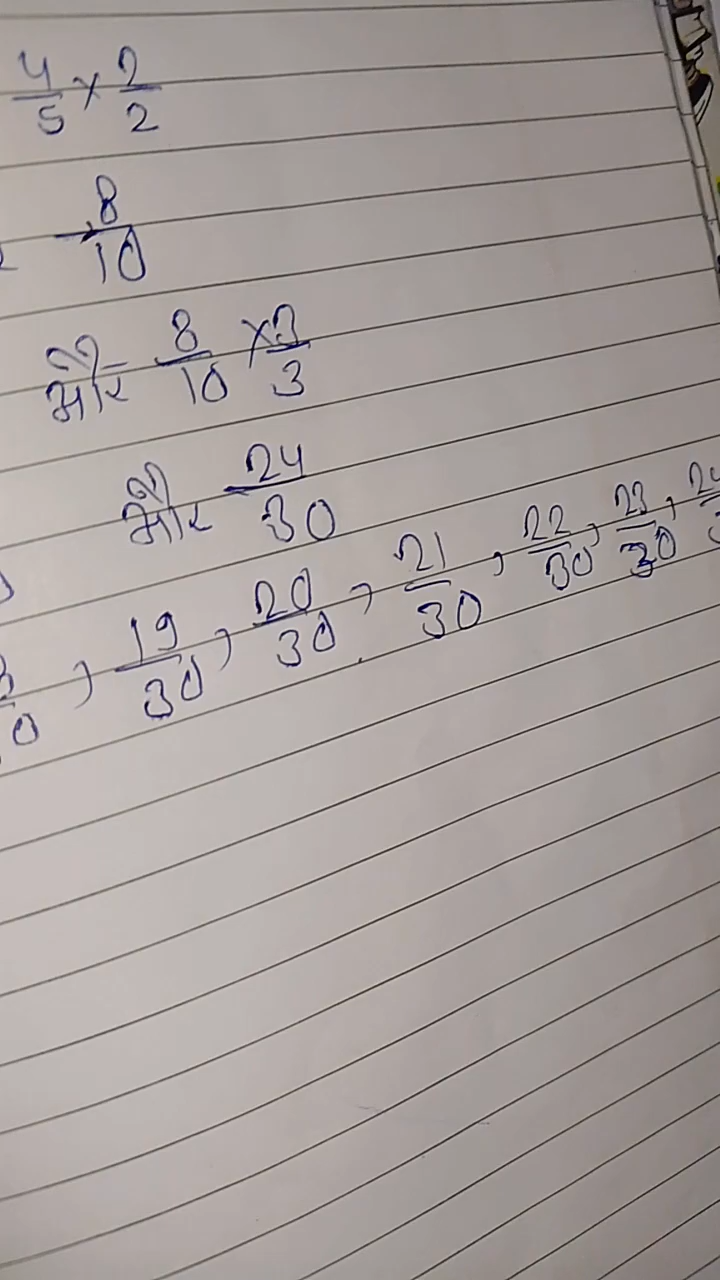 4/5 × 2/2
8/10
और 8/10 × 3/3
और 24/30
, 19/30, 20/30, 21/30, 22/30, 23/30, 24